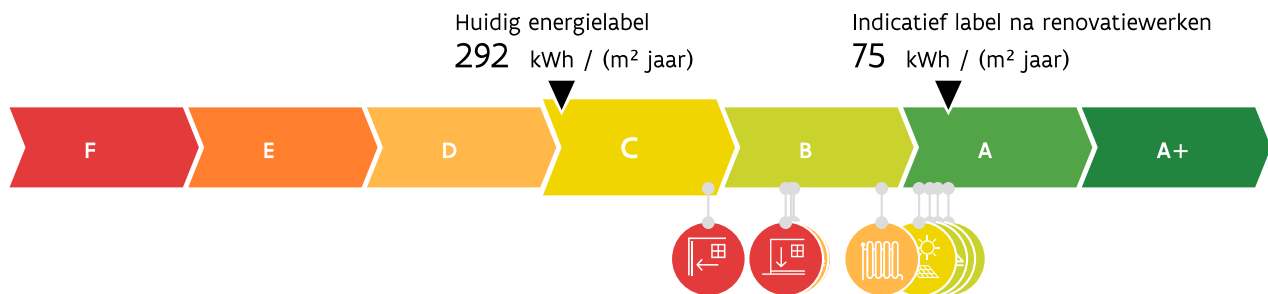 Huidig energielabel
292 kWh / (m² jaar)
Indicatief label na renovatiewerken
75 kWh / (m² jaar)
F
E
D
C
B
A
A+